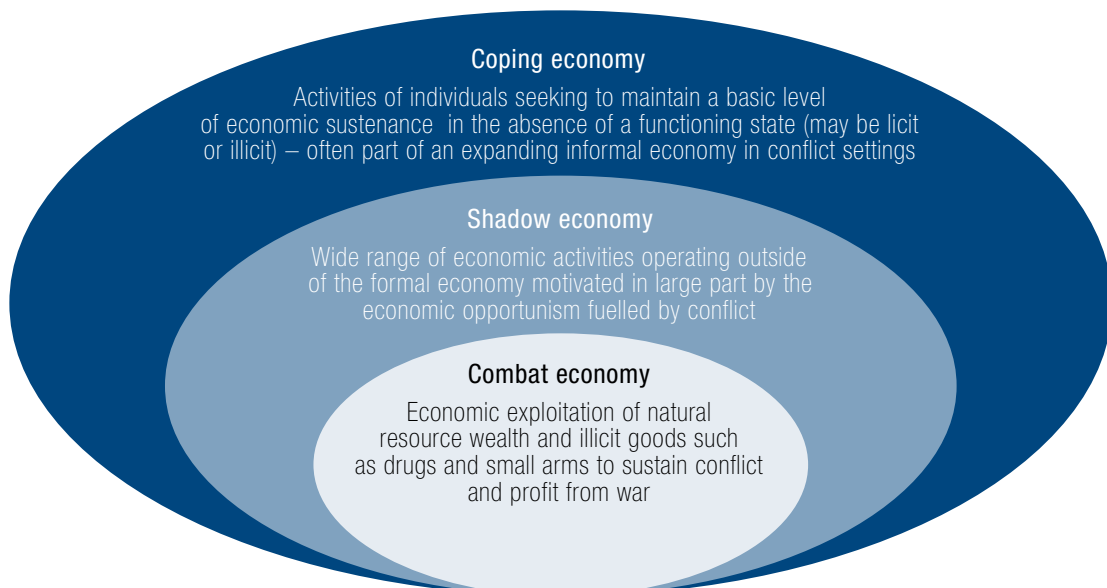 Coping economy
Activities of individuals seeking to maintain a basic level
of economic sustenance  in the absence of a functioning state (may be licit
or illicit) – often part of an expanding informal economy in conflict settings
Shadow economy
Wide range of economic activities operating outside
of the formal economy motivated in large part by the
economic opportunism fuelled by conflict
Combat economy
Economic exploitation of natural
resource wealth and illicit goods such
as drugs and small arms to sustain conflict
and profit from war